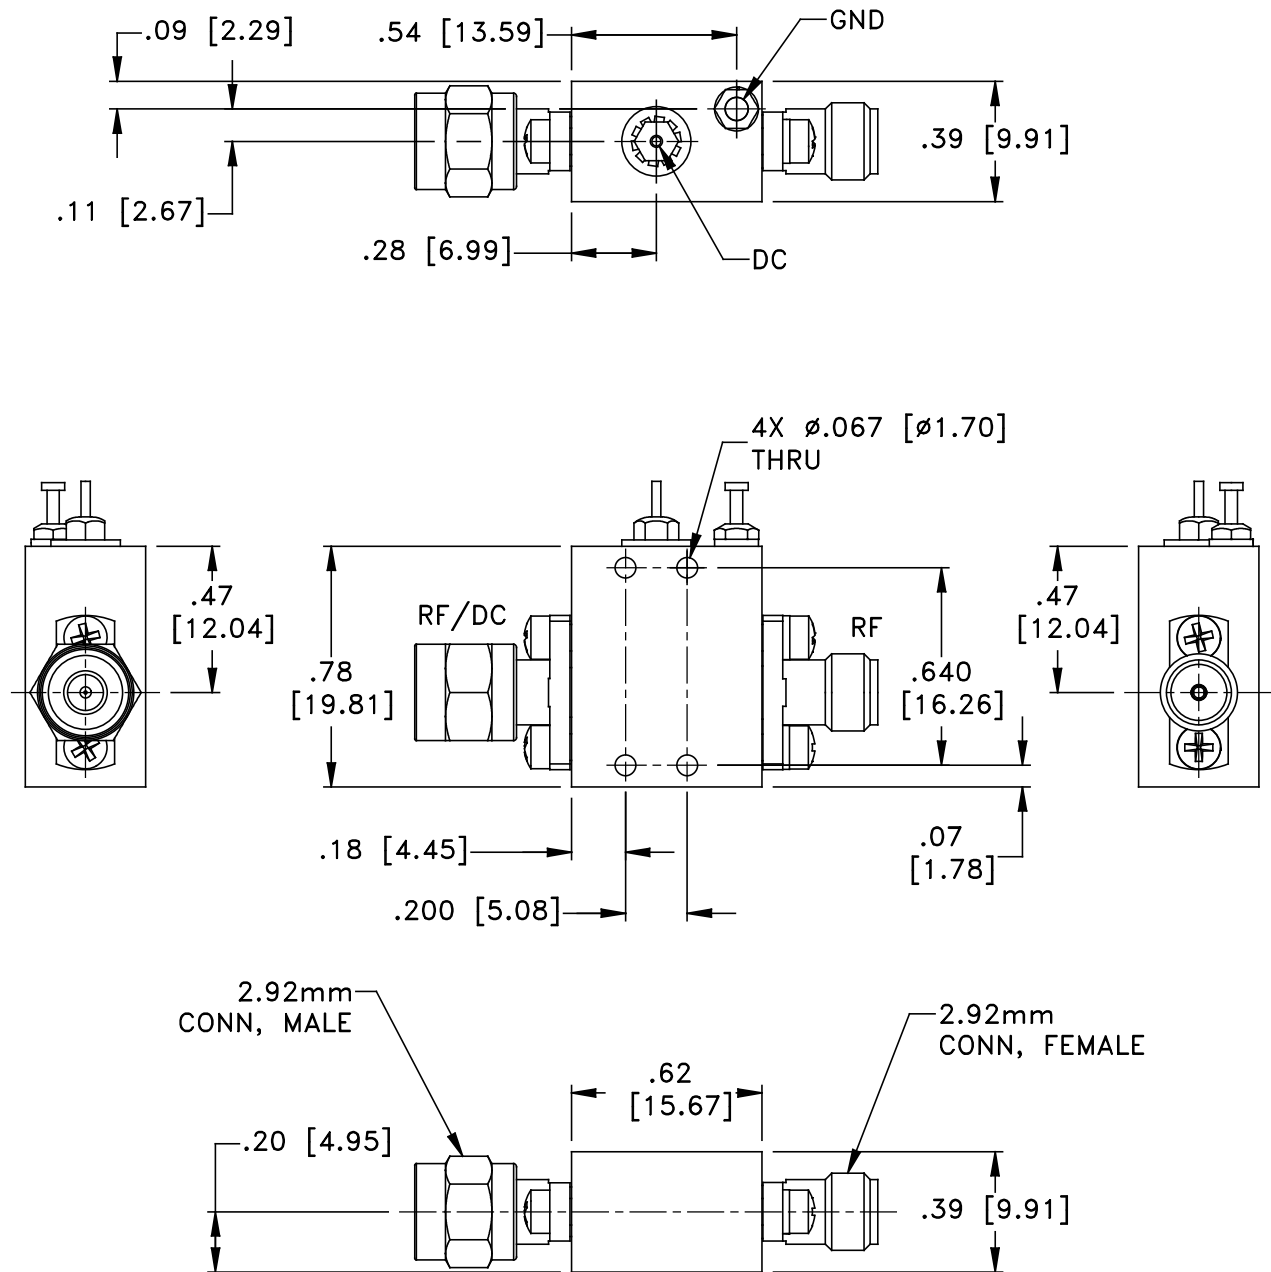 .09 [2.29]
.54 [13.59]
GND
.39 [9.91]
.11 [2.67]
.28 [6.99]
DC
4X ø.067 [ø1.70]
THRU
.47
[12.04]
RF/DC
RF
.47
[12.04]
.78
[19.81]
.640
[16.26]
.18 [4.45]
.07
[1.78]
.200 [5.08]
2.92mm
CONN, MALE
2.92mm
CONN, FEMALE
.62
[15.67]
.20 [4.95]
.39 [9.91]